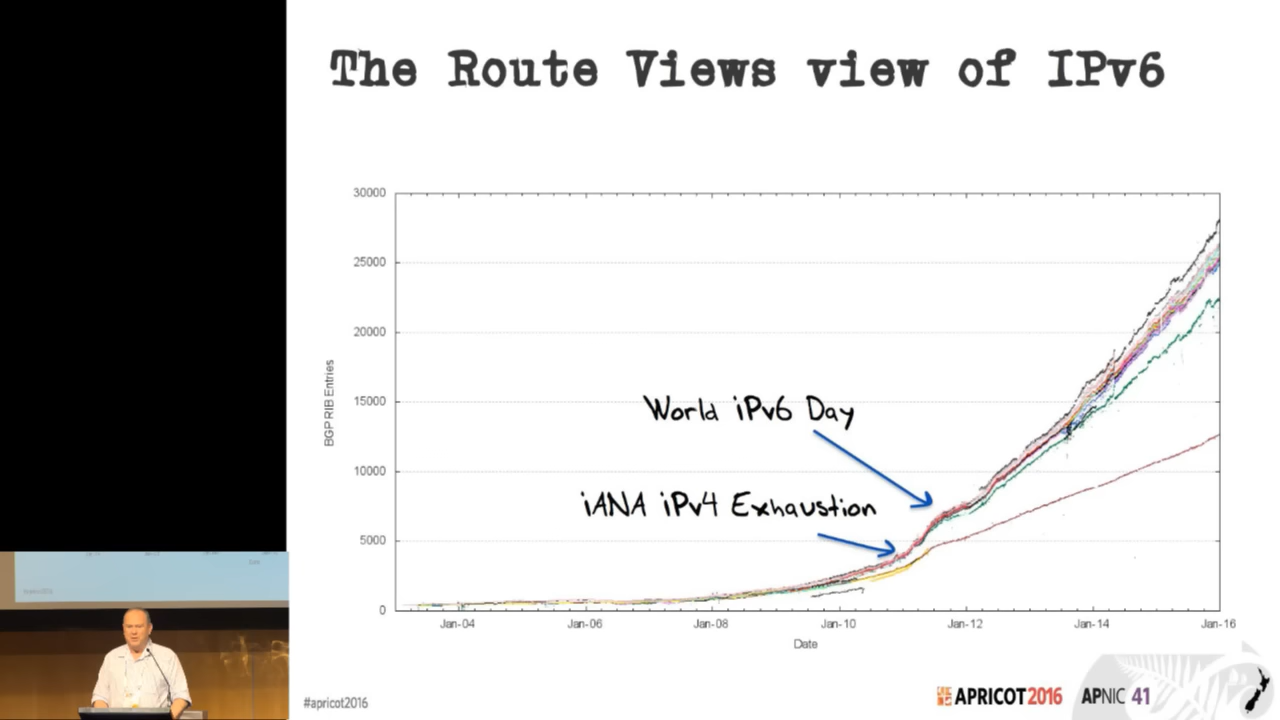 The Route Views view of IPv6
30000
25000
20000
15000
10000
5000
0
BGP RIB Entries
World iPv6 Day
iANA iPv4 Exhaustion
Jan-04 Jan-06 Jan-08 Jan-10 Jan-12 Jan-14 Jan-16
Date
#apricot2016
APRICOT 2016 APNIC 41